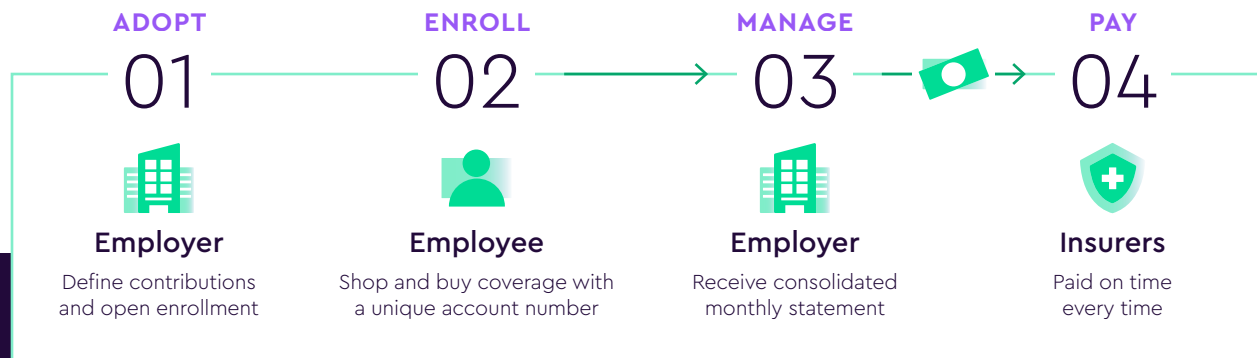 ADOPT
01
Employer
Define contributions
and open enrollment
ENROLL
02
Employee
Shop and buy coverage with
a unique account number
MANAGE
03
Employer
Receive consolidated
monthly statement
PAY
04
Insurers
Paid on time
every time